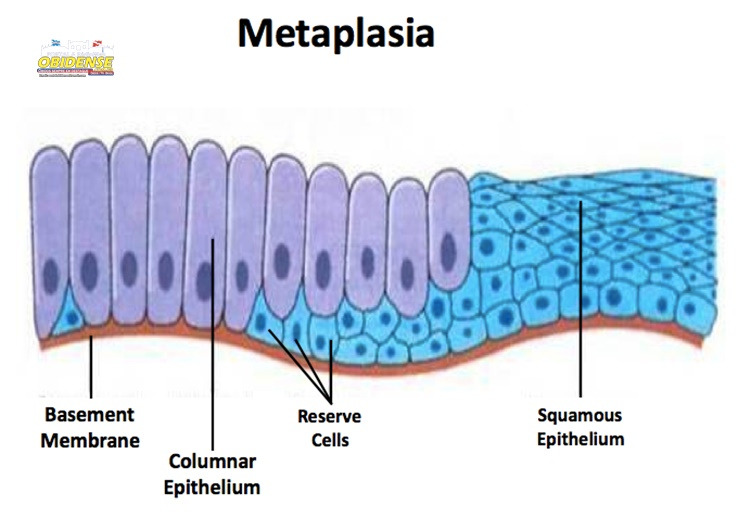 Metaplasia
OBIDENSE
Basement
Membrane
Columnar
Epithelium
Reserve
Cells
Squamous
Epithelium